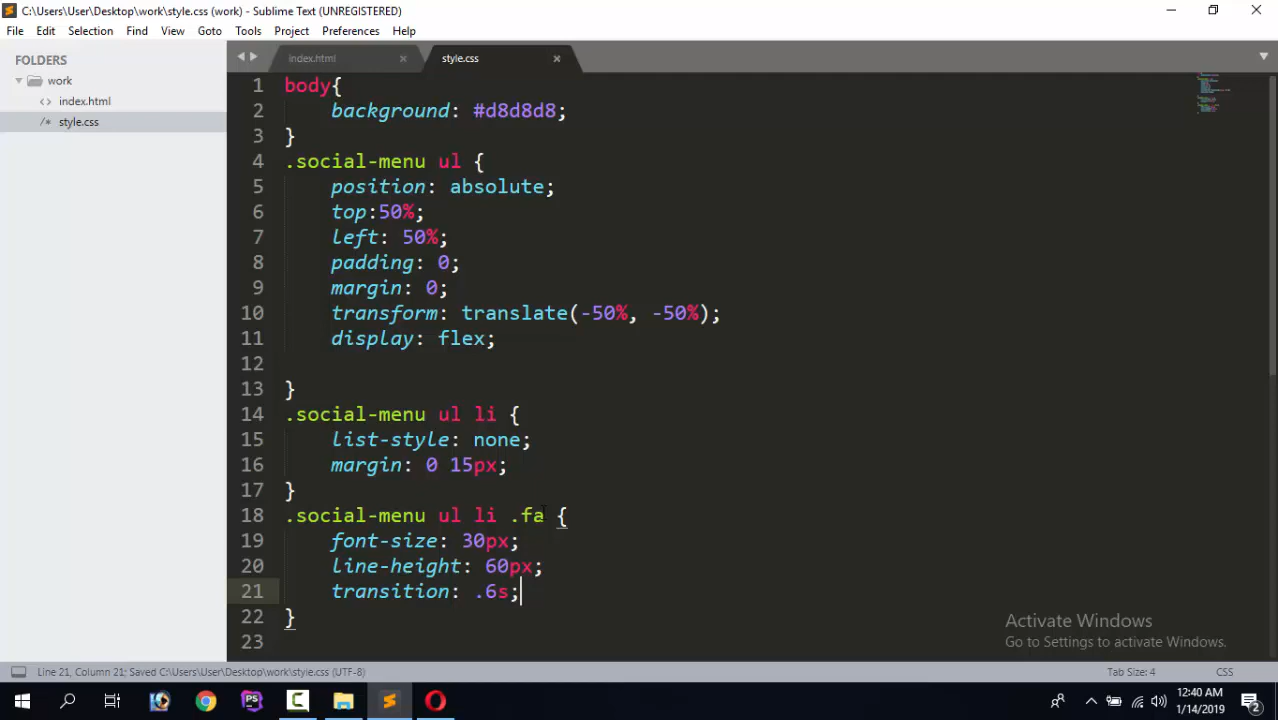 C:\Users\User\Desktop\work\style.css (work) - Sublime Text (UNREGISTERED)
File Edit Selection Find View Goto Tools Project Preferences Help
FOLDERS
work
<> index.html
/* style.css
index.html × style.css ×
1 body{
2     background: #d8d8d8;
3 }
4 .social-menu ul {
5     position: absolute;
6     top:50%;
7     left: 50%;
8     padding: 0;
9     margin: 0;
10     transform: translate(-50%, -50%);
11     display: flex;
12
13 }
14 .social-menu ul li {
15     list-style: none;
16     margin: 0 15px;
17 }
18 .social-menu ul li .fa {
19     font-size: 30px;
20     line-height: 60px;
21     transition: .6s;
22 }
23
Activate Windows
Go to Settings to activate Windows.
Line 21, Column 21; Saved C:\Users\User\Desktop\work\style.css (UTF-8) Tab Size: 4 CSS
PS
12:40 AM
1/14/2019
2